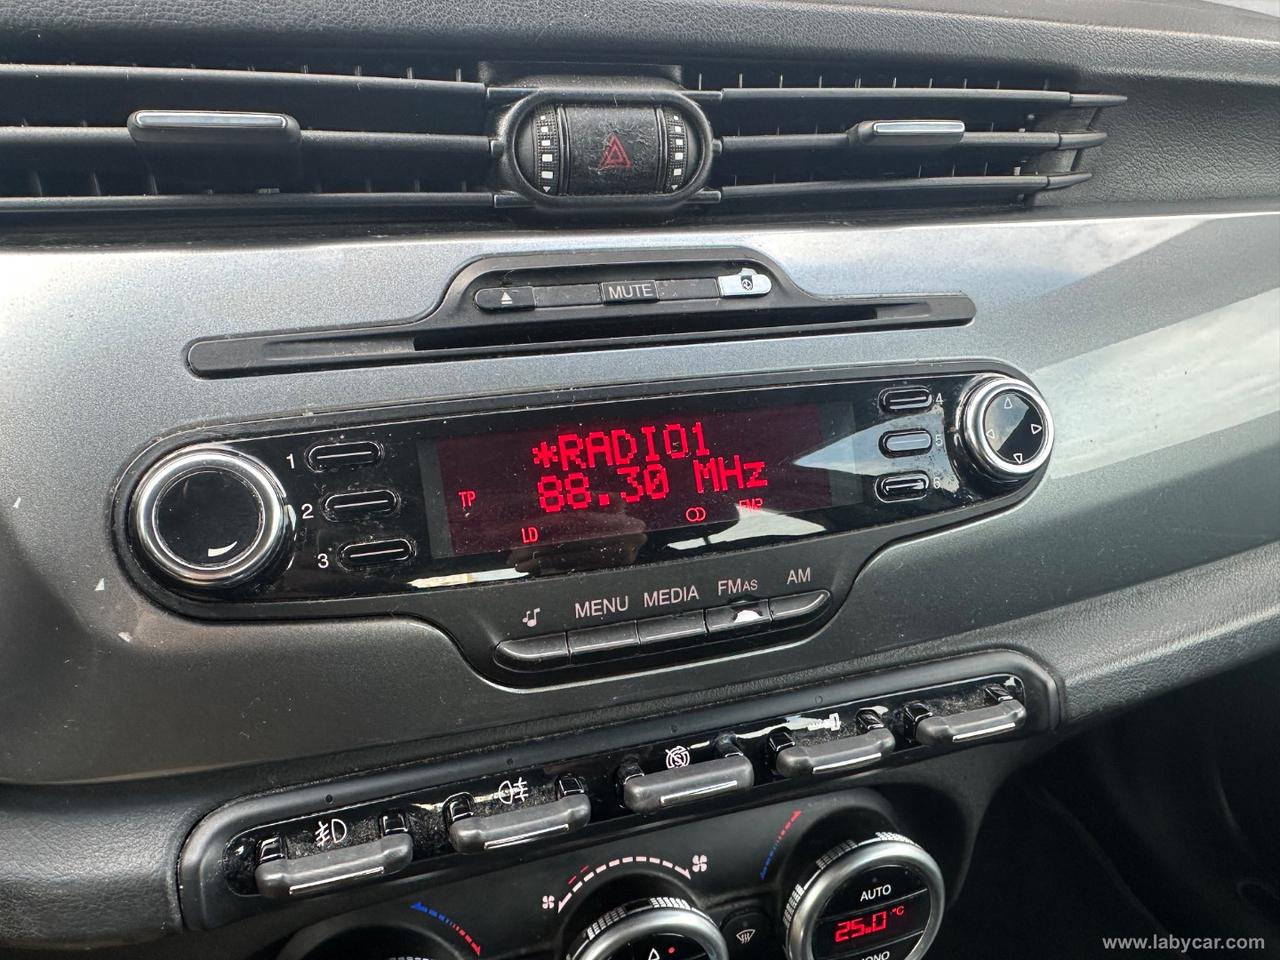 MUTE
*RADIO1
88.30 MHz
TP
LD
1
2
3
4
5
6
MENU
MEDIA
FMAS
AM
AUTO
25.0 °C
MONO
www.labycar.com